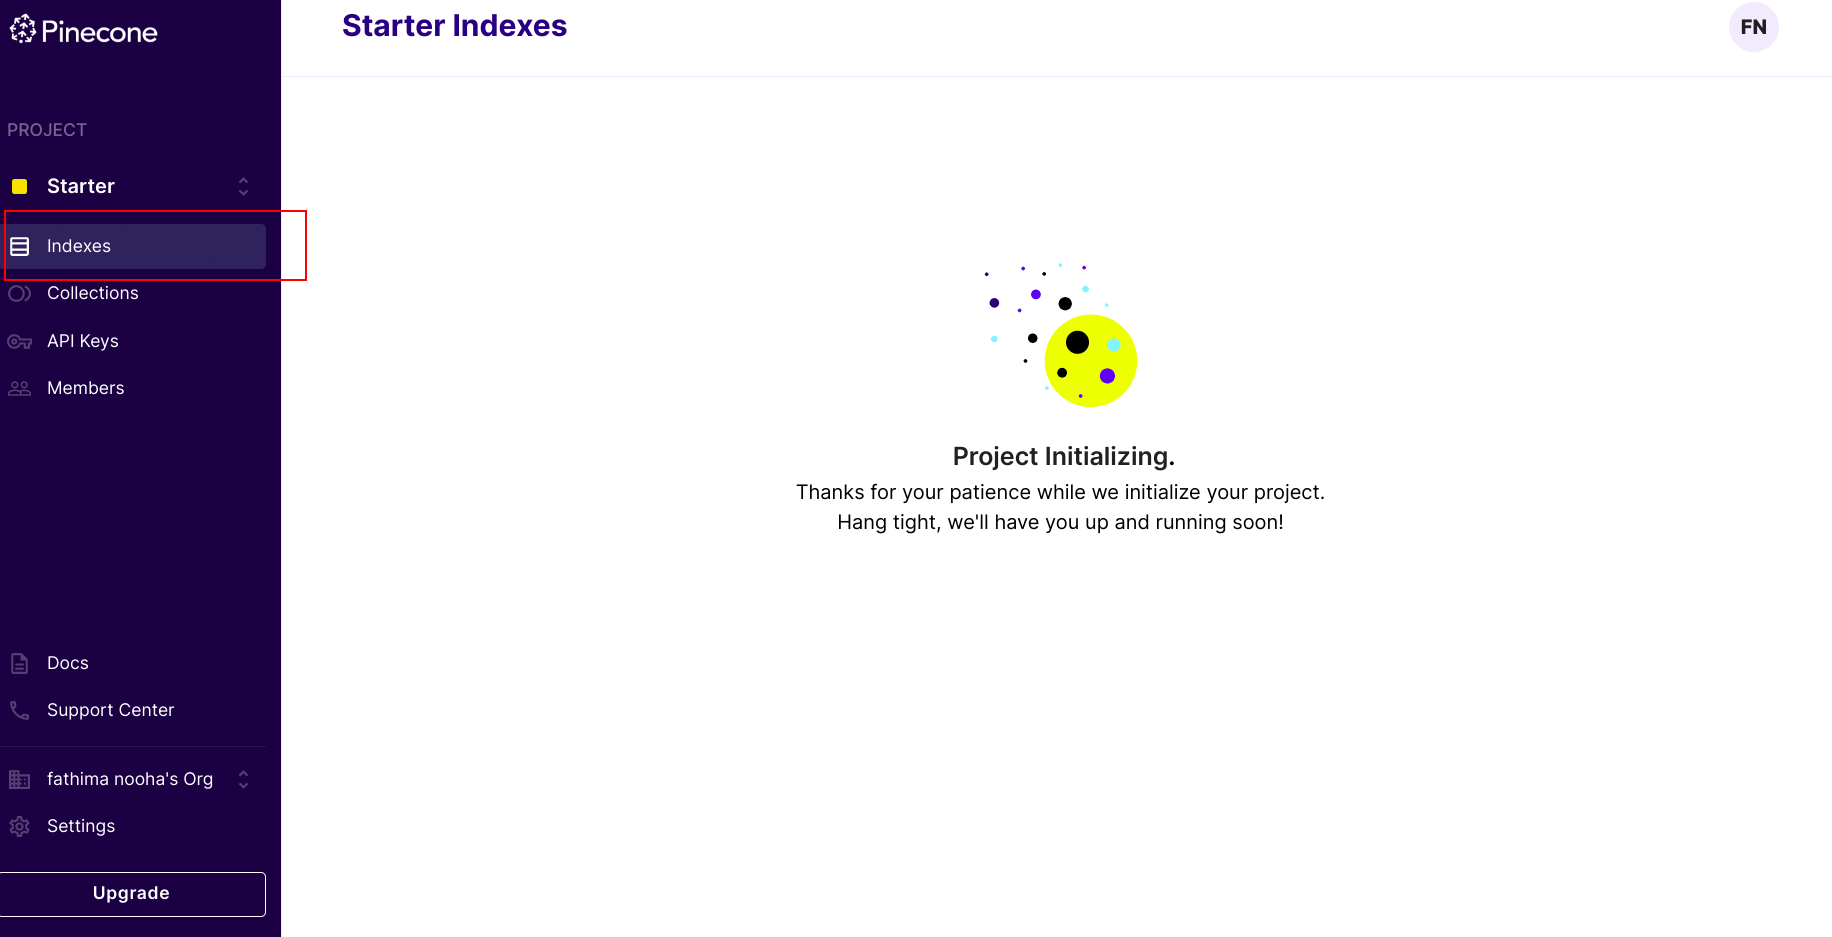 Pinecone
Starter Indexes
FN
PROJECT
Starter
Indexes
Collections
API Keys
Members
Project Initializing.
Thanks for your patience while we initialize your project.
Hang tight, we'll have you up and running soon!
Docs
Support Center
fathima nooha's Org
Settings
Upgrade